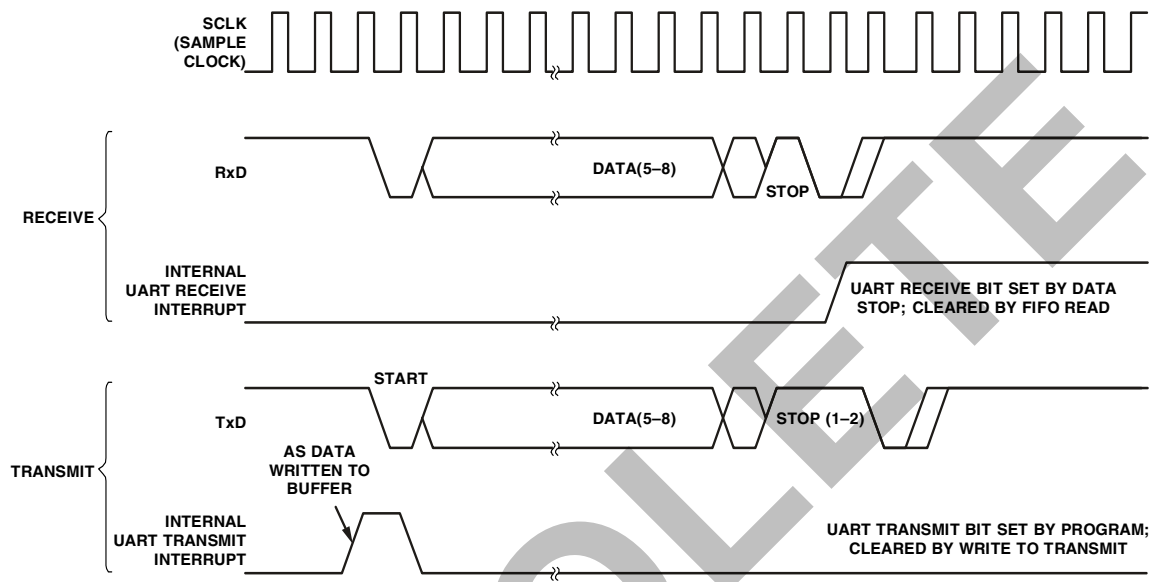 SCLK
(SAMPLE
CLOCK)
RxD
DATA(5–8)
STOP
RECEIVE
INTERNAL
UART RECEIVE
INTERRUPT
UART RECEIVE BIT SET BY DATA
STOP; CLEARED BY FIFO READ
START
TxD
DATA(5–8)
STOP (1–2)
AS DATA
WRITTEN TO
BUFFER
TRANSMIT
INTERNAL
UART TRANSMIT
INTERRUPT
UART TRANSMIT BIT SET BY PROGRAM;
CLEARED BY WRITE TO TRANSMIT
OLETE